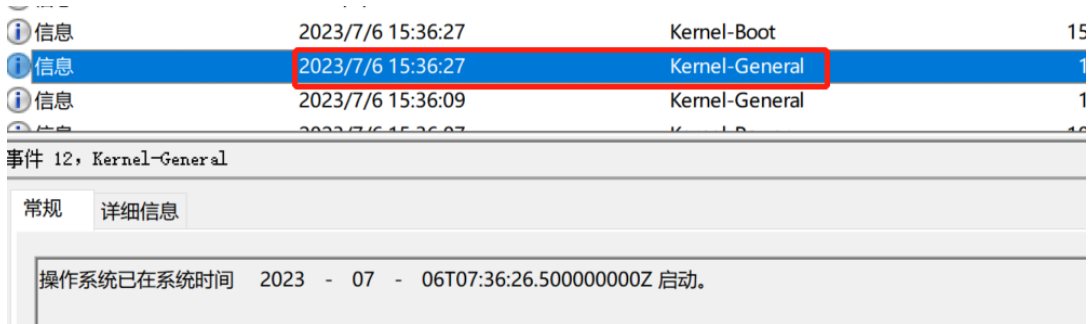 信息 2023/7/6 15:36:27 Kernel-Boot 15
信息 2023/7/6 15:36:27 Kernel-General 1
信息 2023/7/6 15:36:09 Kernel-General 1
事件 12，Kernel-General
常规 详细信息
操作系统已在系统时间 2023 - 07 - 06T07:36:26.500000000Z 启动。